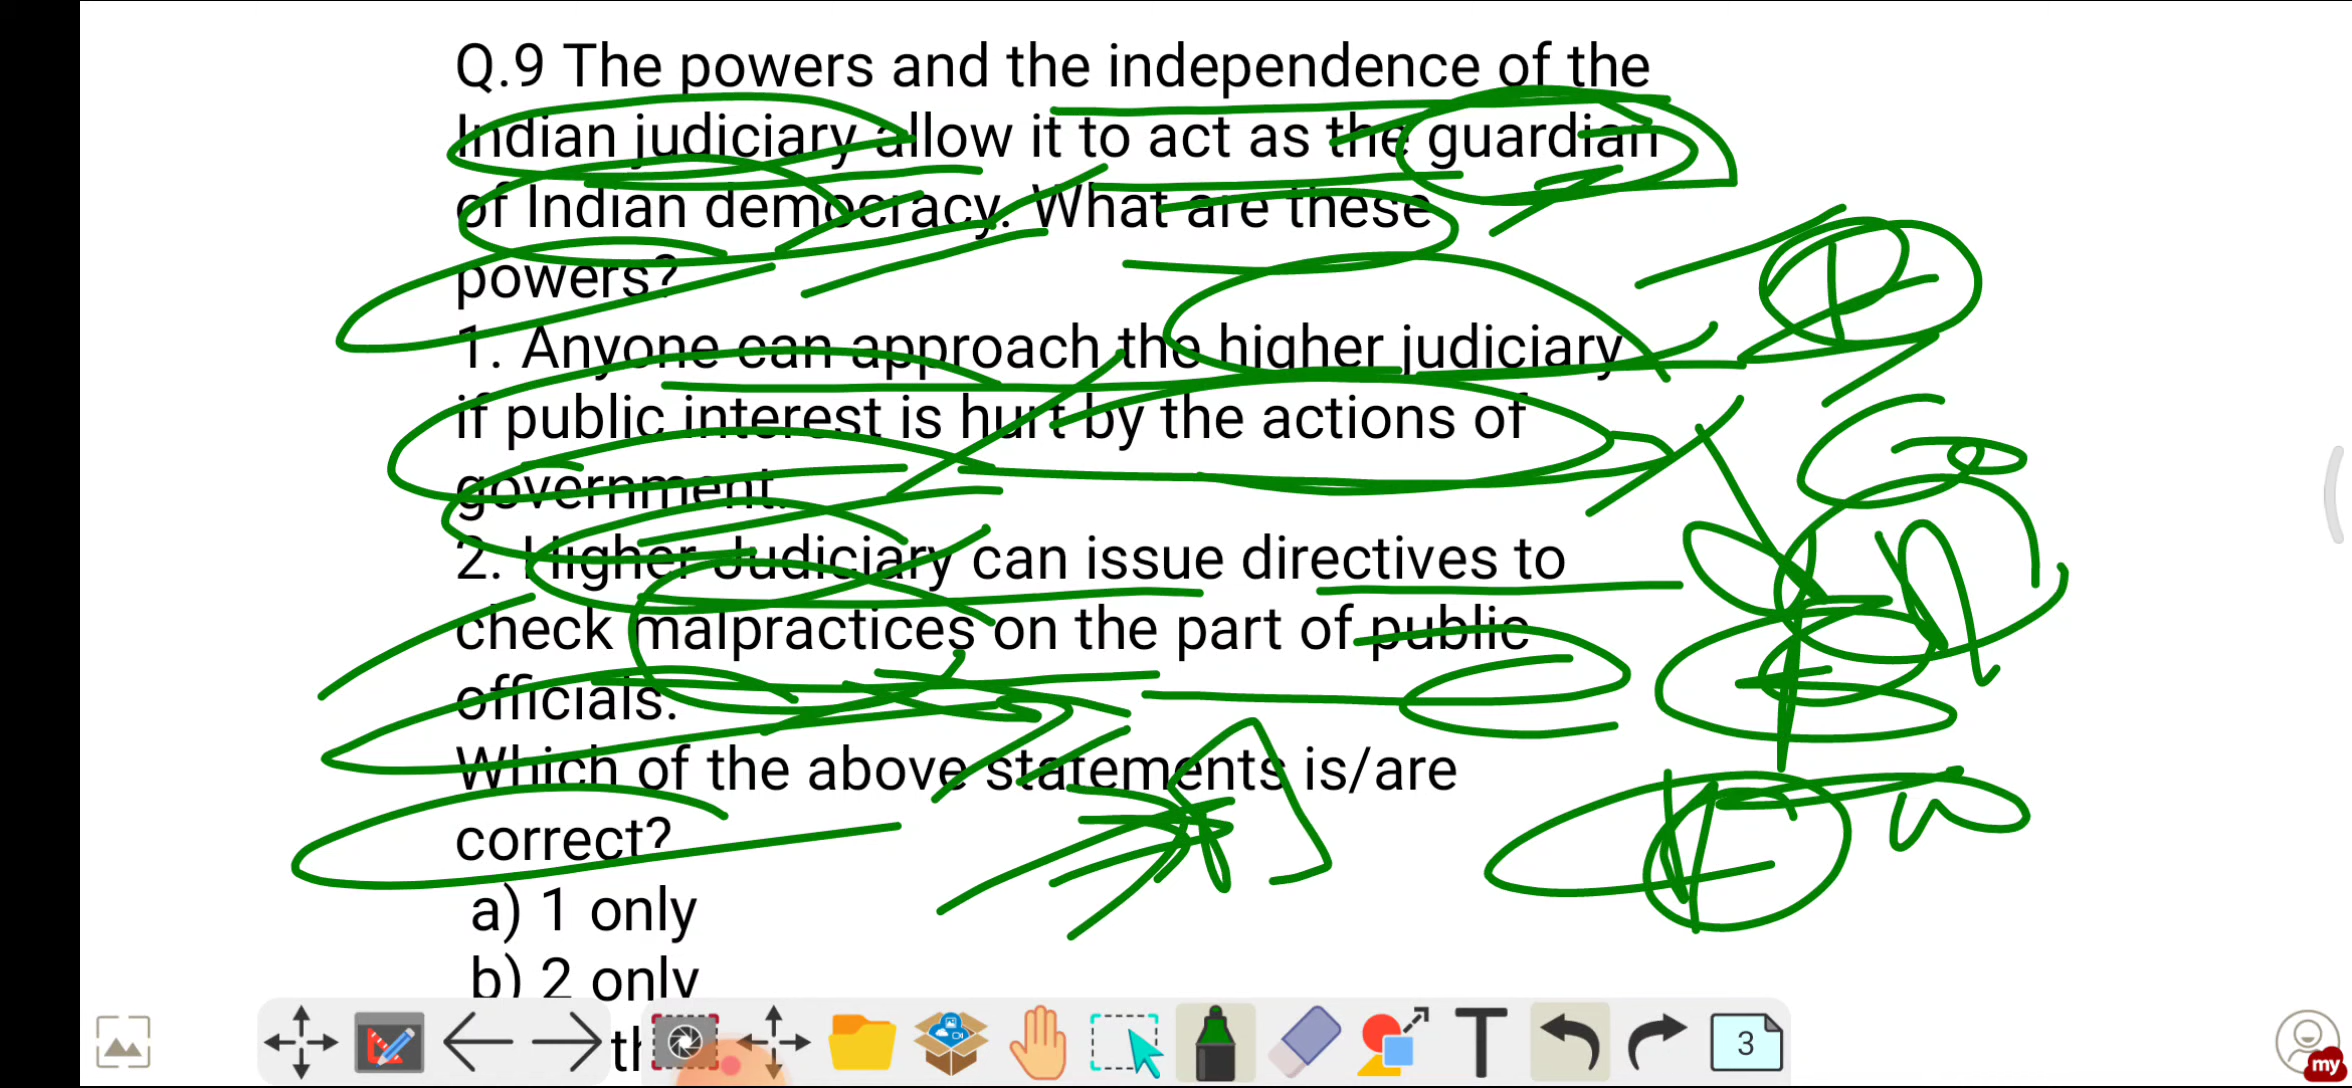 Q.9 The powers and the independence of the
Indian judiciary allow it to act as the guardian
of Indian democracy. What are these
powers?
1. Anyone can approach the higher judiciary
if public interest is hurt by the actions of
government.
2. Higher Judiciary can issue directives to
check malpractices on the part of public
officials.
Which of the above statements is/are
correct?
a) 1 only
b) 2 only
T
3
my